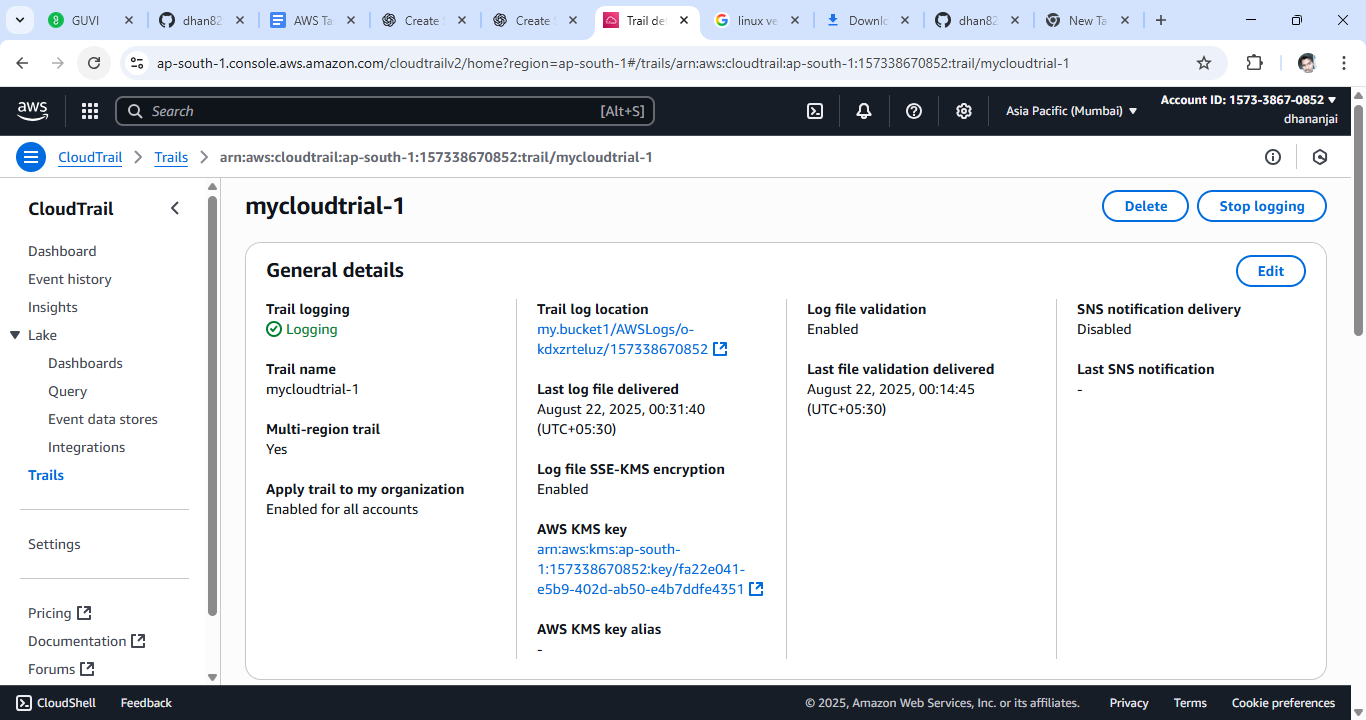 GUVI
dhan82
AWS Ta
Create S
Create S
Trail de
linux ve
Downlo
dhan82
New Ta
ap-south-1.console.aws.amazon.com/cloudtrailv2/home?region=ap-south-1#/trails/arn:aws:cloudtrail:ap-south-1:157338670852:trail/mycloudtrial-1
aws
Search
[Alt+S]
Asia Pacific (Mumbai)
Account ID: 1573-3867-0852
dhananjai
CloudTrail
Trails
arn:aws:cloudtrail:ap-south-1:157338670852:trail/mycloudtrial-1
CloudTrail
Dashboard
Event history
Insights
Lake
Dashboards
Query
Event data stores
Integrations
Trails
Settings
Pricing
Documentation
Forums
mycloudtrial-1
Delete
Stop logging
General details
Edit
Trail logging
Logging
Trail name
mycloudtrial-1
Multi-region trail
Yes
Apply trail to my organization
Enabled for all accounts
Trail log location
my.bucket1/AWSLogs/o-
kdxzrteluz/157338670852
Last log file delivered
August 22, 2025, 00:31:40
(UTC+05:30)
Log file SSE-KMS encryption
Enabled
AWS KMS key
arn:aws:kms:ap-south-
1:157338670852:key/fa22e041-
e5b9-402d-ab50-e4b7ddfe4351
AWS KMS key alias
-
Log file validation
Enabled
Last file validation delivered
August 22, 2025, 00:14:45
(UTC+05:30)
SNS notification delivery
Disabled
Last SNS notification
-
CloudShell
Feedback
© 2025, Amazon Web Services, Inc. or its affiliates.
Privacy
Terms
Cookie preferences